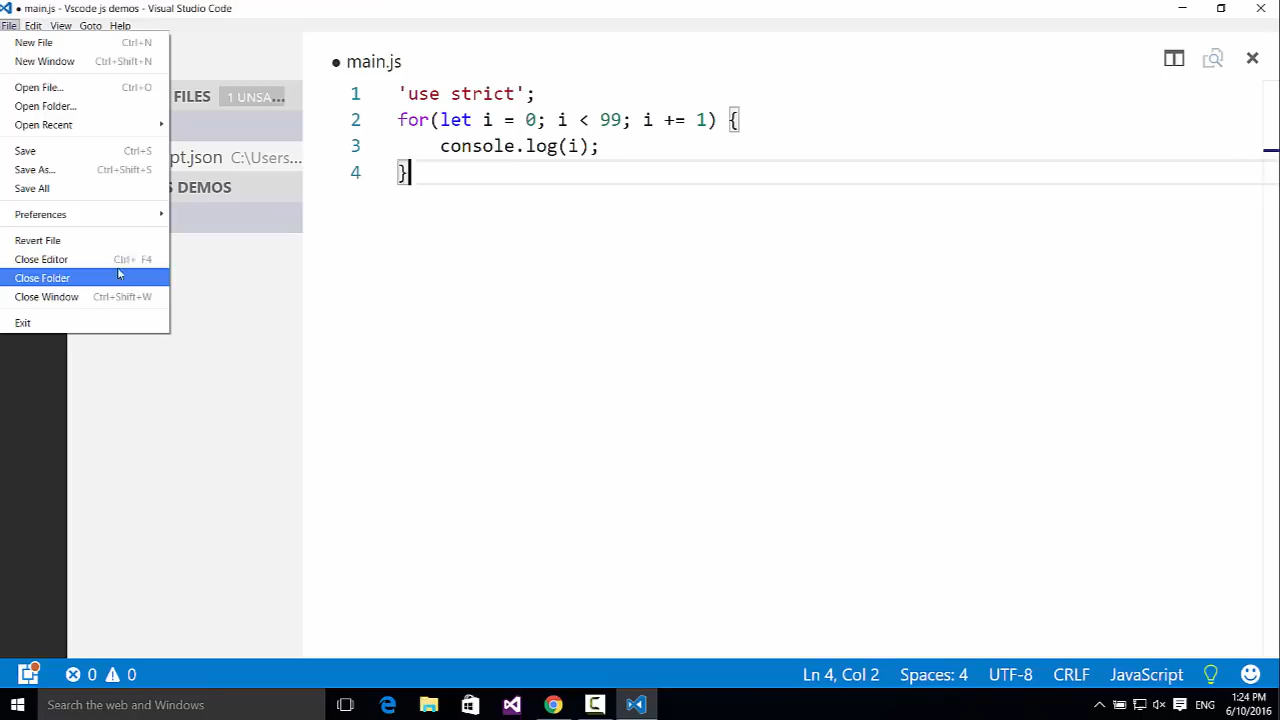 ● main.js - Vscode js demos - Visual Studio Code
File Edit View Goto Help
New File Ctrl+N
New Window Ctrl+Shift+N
Open File... Ctrl+O
Open Folder...
Open Recent
Save Ctrl+S
Save As... Ctrl+Shift+S
Save All
Preferences
Revert File
Close Editor Ctrl+ F4
Close Folder
Close Window Ctrl+Shift+W
Exit
FILES 1 UNSA...
pt.json C:\Users...
S DEMOS
● main.js
1 'use strict';
2 for(let i = 0; i < 99; i += 1) {
3 console.log(i);
4 }
0 0 Ln 4, Col 2 Spaces: 4 UTF-8 CRLF JavaScript
Search the web and Windows
ENG
1:24 PM
6/10/2016